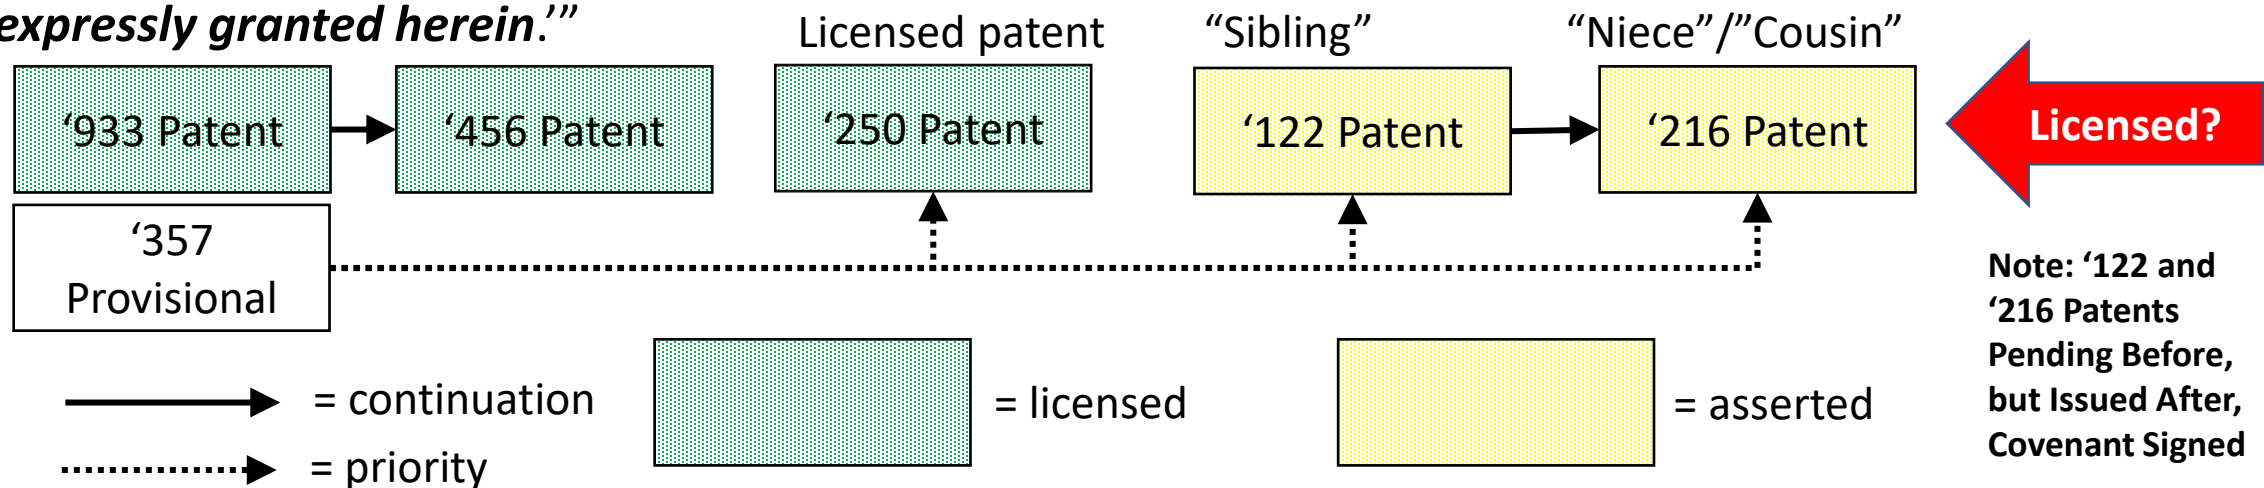 expressly granted herein.’”
Licensed patent
“Sibling”
“Niece”/”Cousin”
‘933 Patent
‘456 Patent
‘250 Patent
‘122 Patent
‘216 Patent
Licensed?
‘357
Provisional
Note: ‘122 and
‘216 Patents
Pending Before,
but Issued After,
Covenant Signed
= continuation
= licensed
= asserted
= priority